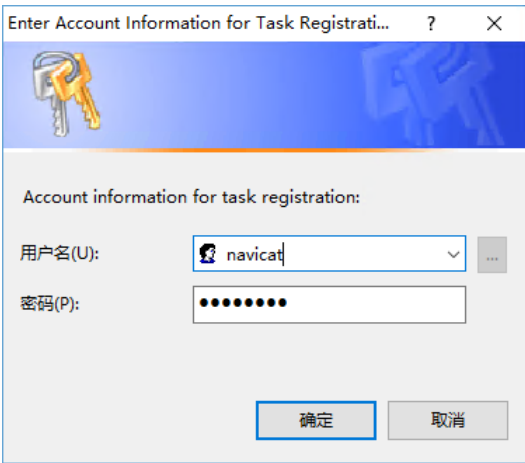 Enter Account Information for Task Registrati... ?
Account information for task registration:
用户名(U): navicat ...
密码(P): ●●●●●●●●
确定 取消